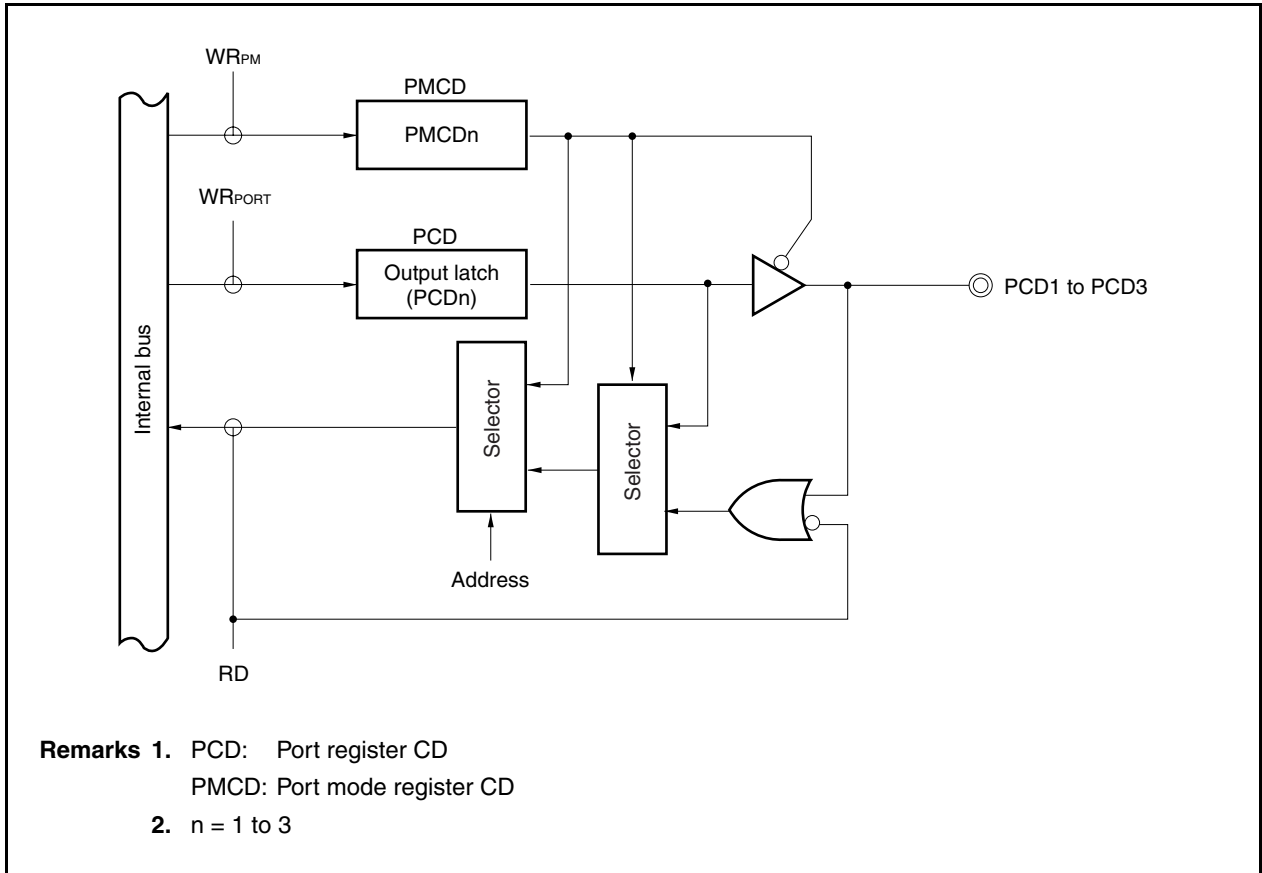 WRPM
PMCD
PMCDn
WRPORT
PCD
Output latch
(PCDn)
PCD1 to PCD3
Internal bus
Selector
Selector
Address
RD
Remarks 1. PCD: Port register CD
PMCD: Port mode register CD
2. n = 1 to 3